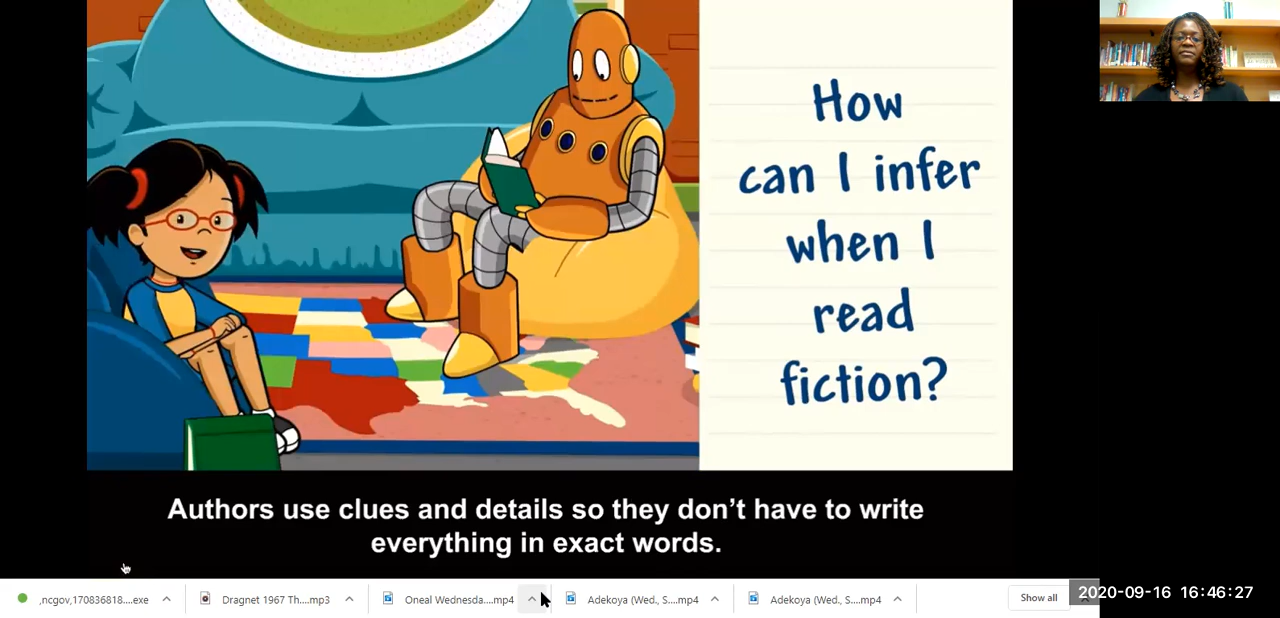 How
can I infer
when I
read
fiction?
Authors use clues and details so they don't have to write
everything in exact words.
,ncgov,170836818....exe
Dragnet 1967 Th....mp3
Oneal Wednesda....mp4
Adekoya (Wed., S....mp4
Adekoya (Wed., S....mp4
Show all
2020-09-16 16:46:27